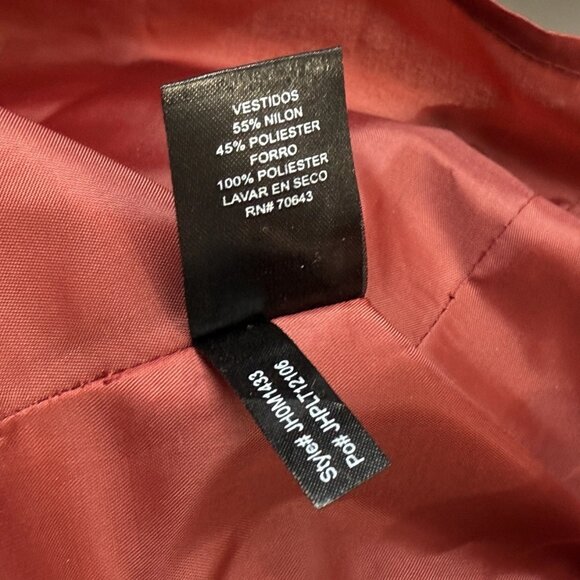 VESTIDOS
55% NILON
45% POLIESTER
FORRO
100% POLIESTER
LAVAR EN SECO
RN# 70643
Style# JHOM1433
Po# JHPLT12106